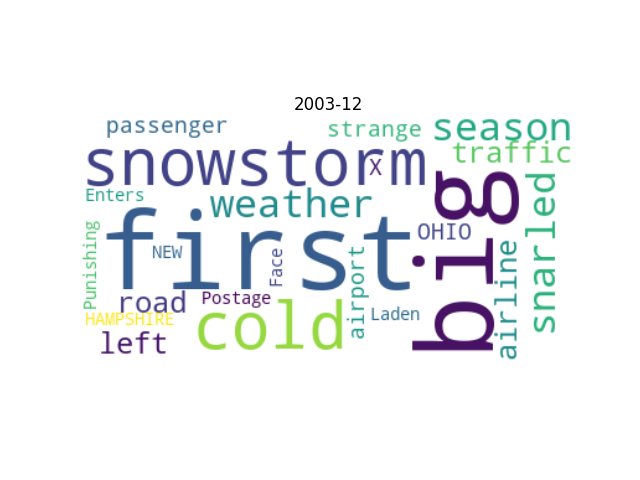 2003-12
passenger
strange
season
snowstorm
X
traffic
Enters
weather
big
snarled
first
OHIO
Punishing
NEW
Face
airport
airline
road
Postage
cold
HAMPSHIRE
Laden
left